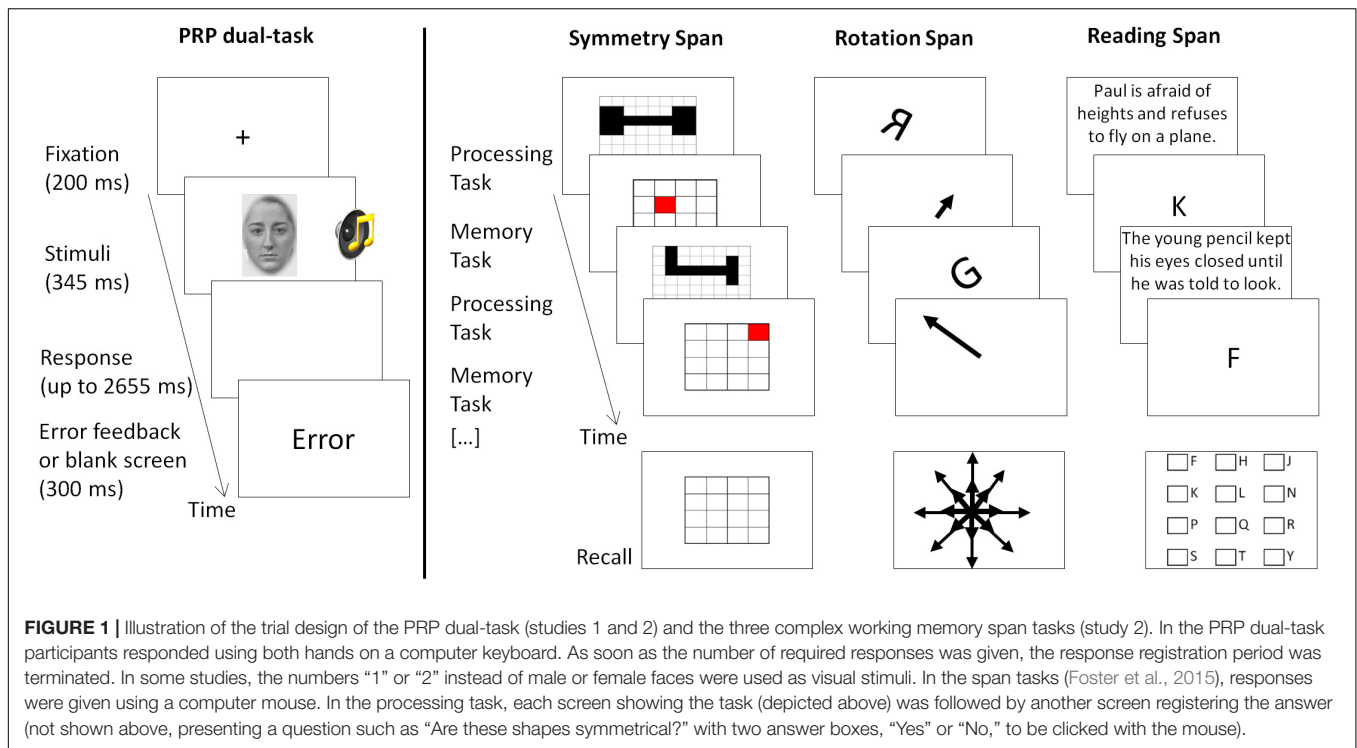 PRP dual-task
Fixation
(200 ms)
+
Stimuli
(345 ms)
Response
(up to 2655 ms)
Error feedback
or blank screen
(300 ms)
Error
Time
Symmetry Span
Rotation Span
Reading Span
Processing
Task
Memory
Task
Processing
Task
Memory
Task
[...]
Time
Recall
R
G
Paul is afraid of
heights and refuses
to fly on a plane.
K
The young pencil kept
his eyes closed until
he was told to look.
F
F H J
K L N
P Q R
S T Y
FIGURE 1 | Illustration of the trial design of the PRP dual-task (studies 1 and 2) and the three complex working memory span tasks (study 2). In the PRP dual-task
participants responded using both hands on a computer keyboard. As soon as the number of required responses was given, the response registration period was
terminated. In some studies, the numbers “1” or “2” instead of male or female faces were used as visual stimuli. In the span tasks (Foster et al., 2015), responses
were given using a computer mouse. In the processing task, each screen showing the task (depicted above) was followed by another screen registering the answer
(not shown above, presenting a question such as “Are these shapes symmetrical?” with two answer boxes, “Yes” or “No,” to be clicked with the mouse).